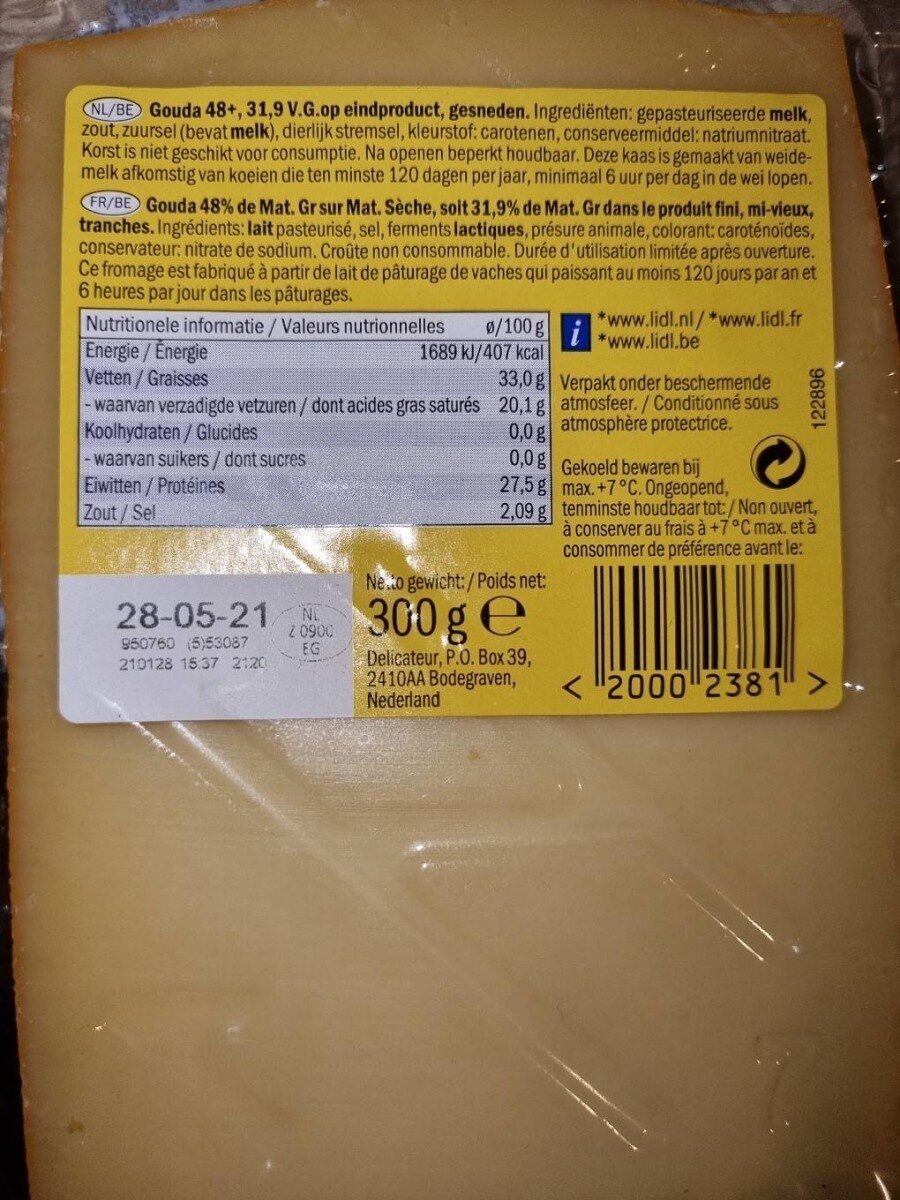 NL/BE Gouda 48+, 31,9 V.G.op eindproduct, gesneden. Ingrediënten: gepasteuriseerde melk,
zout, zuursel (bevat melk), dierlijk stremsel, kleurstof: carotenen, conserveermiddel: natriumnitraat.
Korst is niet geschikt voor consumptie. Na openen beperkt houdbaar. Deze kaas is gemaakt van weide-
melk afkomstig van koeien die ten minste 120 dagen per jaar, minimaal 6 uur per dag in de wei lopen.
FR/BE Gouda 48% de Mat. Gr sur Mat. Sèche, soit 31,9% de Mat. Gr dans le produit fini, mi-vieux,
tranches. Ingrédients: lait pasteurisé, sel, ferments lactiques, présure animale, colorant: caroténoïdes,
conservateur: nitrate de sodium. Croûte non consommable. Durée d'utilisation limitée après ouverture.
Ce fromage est fabriqué à partir de lait de pâturage de vaches qui paissant au moins 120 jours par an et
6 heures par jour dans les pâturages.
Nutritionele informatie / Valeurs nutrionnelles ø/100 g
Energie / Énergie 1689 kJ/407 kcal
Vetten / Graisses 33,0 g
- waarvan verzadigde vetzuren / dont acides gras saturés 20,1 g
Koolhydraten / Glucides 0,0 g
- waarvan suikers / dont sucres 0,0 g
Eiwitten / Protéines 27,5 g
Zout / Sel 2,09 g
i *www.lidl.nl / *www.lidl.fr
*www.lidl.be
Verpakt onder beschermende
atmosfeer. / Conditionné sous
atmosphère protectrice.
122896
Gekoeld bewaren bij
max. +7 °C. Ongeopend,
tenminste houdbaar tot: / Non ouvert,
à conserver au frais à +7 °C max. et à
consommer de préférence avant le:
28-05-21
950760 (5)53087
210128 15:37 2120
NL
Z 0900
EG
Netto gewicht: / Poids net:
300 g e
Delicateur, P.O. Box 39,
2410AA Bodegraven,
Nederland
< 2000 2381 >